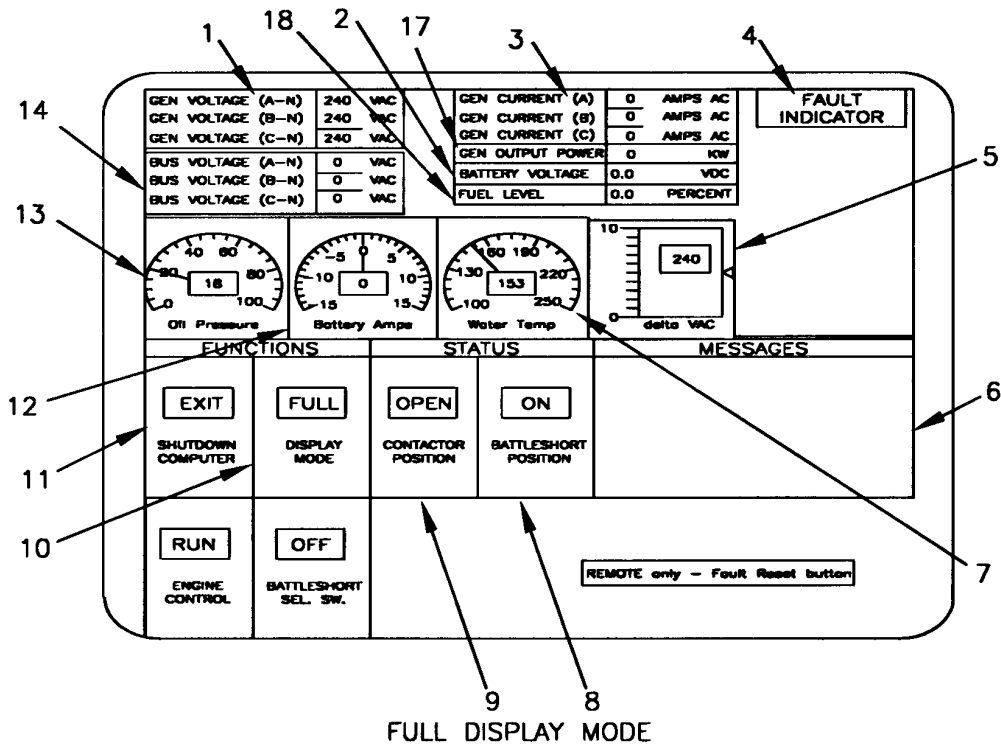 1
18
2
17
3
4
GEN VOLTAGE (A-N) 240 VAC
GEN VOLTAGE (B-N) 240 VAC
GEN VOLTAGE (C-N) 240 VAC
GEN CURRENT (A) 0 AMPS AC
GEN CURRENT (B) 0 AMPS AC
GEN CURRENT (C) 0 AMPS AC
FAULT
INDICATOR
14
BUS VOLTAGE (A-N) 0 VAC
BUS VOLTAGE (B-N) 0 VAC
BUS VOLTAGE (C-N) 0 VAC
GEN OUTPUT POWER 0 KW
BATTERY VOLTAGE 0.0 VDC
FUEL LEVEL 0.0 PERCENT
5
13
0 20 40 60 80 100
18
Oil Pressure
-15 -10 -5 0 5 10 15
0
Battery Amps
100 130 160 190 220 250
153
Water Temp
10
240
0
delta VAC
12
FUNCTIONS
STATUS
MESSAGES
6
EXIT
SHUTDOWN
COMPUTER
FULL
DISPLAY
MODE
OPEN
CONTACTOR
POSITION
ON
BATTLESHORT
POSITION
11
10
RUN
ENGINE
CONTROL
OFF
BATTLESHORT
SEL. SW.
REMOTE only - Fault Reset button
7
9
8
FULL DISPLAY MODE